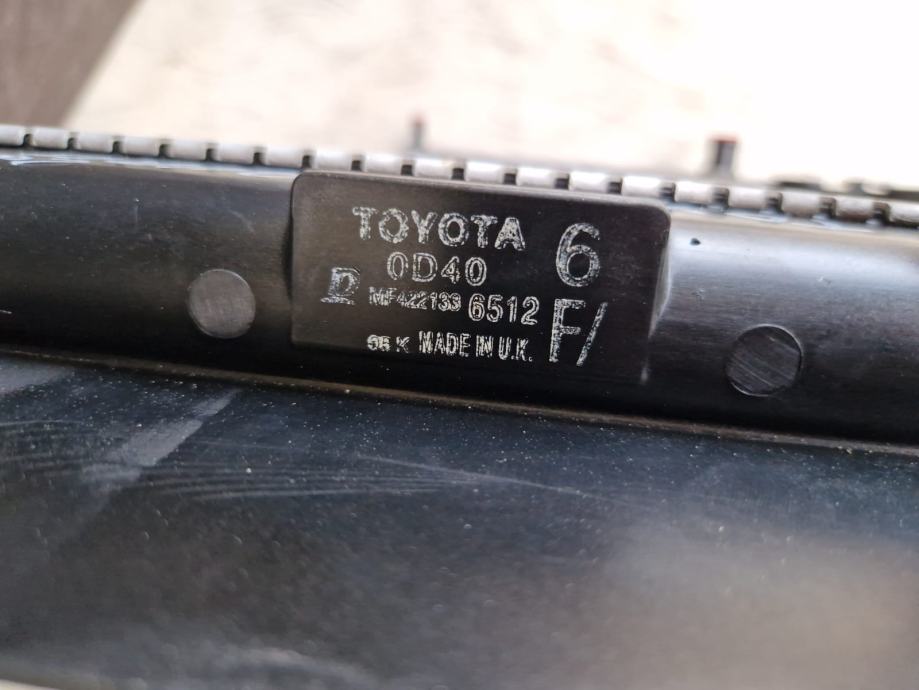 TOYOTA 6
0D40
MF422133 6512 F/
MADE IN U.K.